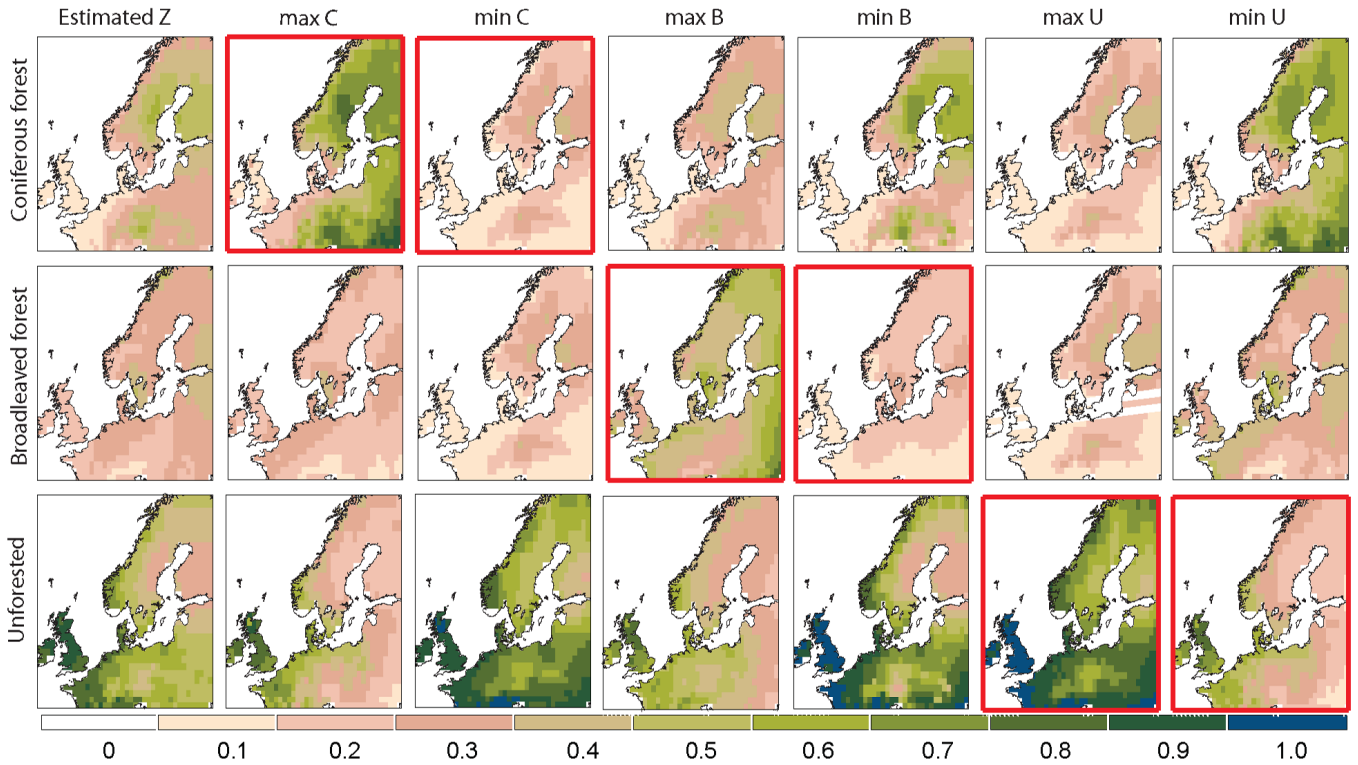 Estimated Z max C min C max B min B max U min U
Coniferous forest
Broadleaved forest
Unforested
0 0.1 0.2 0.3 0.4 0.5 0.6 0.7 0.8 0.9 1.0